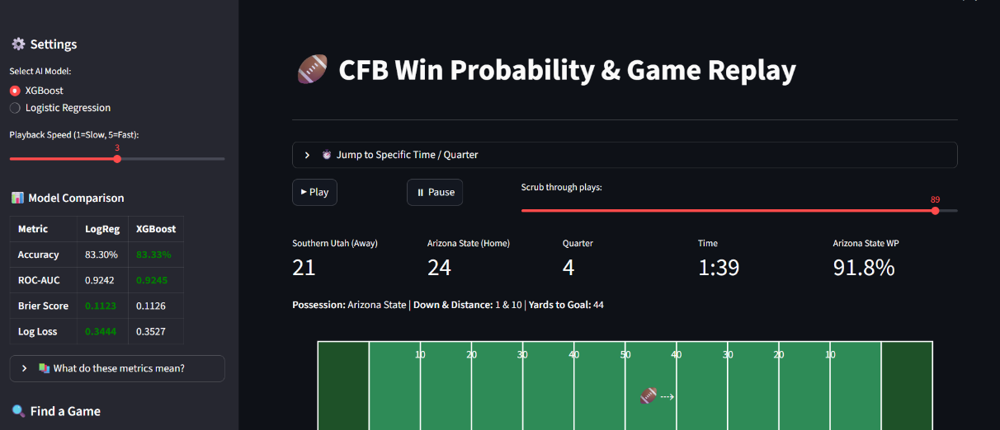 ⚙️ Settings
Select AI Model:
XGBoost
Logistic Regression
Playback Speed (1=Slow, 5=Fast):
3
📊 Model Comparison
Metric LogReg XGBoost
Accuracy 83.30% 83.33%
ROC-AUC 0.9242 0.9245
Brier Score 0.1123 0.1126
Log Loss 0.3444 0.3527
📚 What do these metrics mean?
🔍 Find a Game
🏈 CFB Win Probability & Game Replay
⏱️ Jump to Specific Time / Quarter
▶ Play
⏸ Pause
Scrub through plays:
89
Southern Utah (Away) Arizona State (Home) Quarter Time Arizona State WP
21 24 4 1:39 91.8%
Possession: Arizona State | Down & Distance: 1 & 10 | Yards to Goal: 44
10 20 30 40 50 40 30 20 10